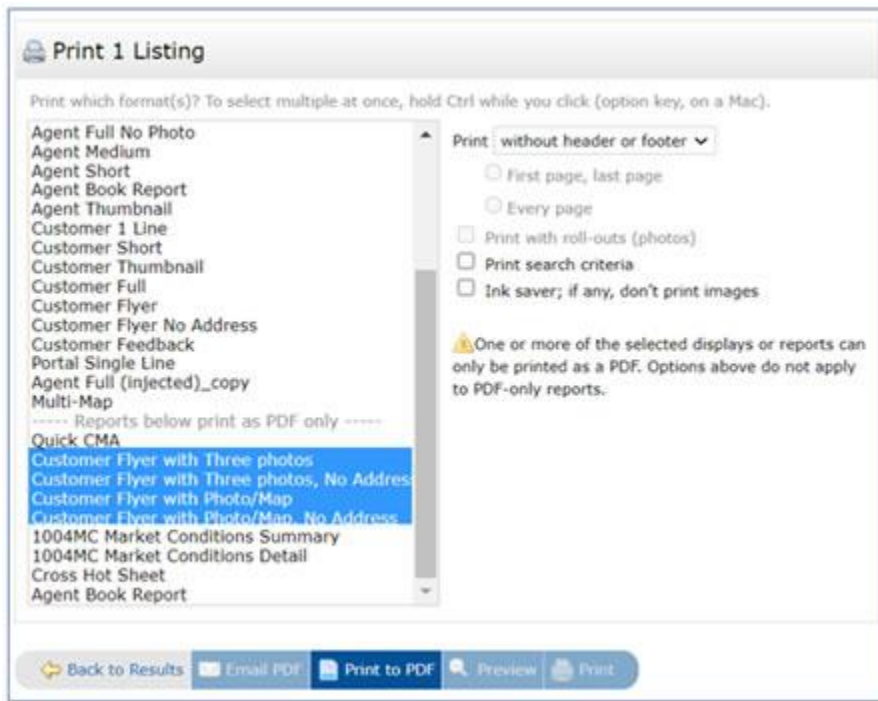 Print 1 Listing
Print which format(s)? To select multiple at once, hold Ctrl while you click (option key, on a Mac).
Agent Full No Photo
Agent Medium
Agent Short
Agent Book Report
Agent Thumbnail
Customer 1 Line
Customer Short
Customer Thumbnail
Customer Full
Customer Flyer
Customer Flyer No Address
Customer Feedback
Portal Single Line
Agent Full (injected)_copy
Multi-Map
----- Reports below print as PDF only -----
Quick CMA
Customer Flyer with Three photos
Customer Flyer with Three photos, No Addres
Customer Flyer with Photo/Map
Customer Flyer with Photo/Map, No Address
1004MC Market Conditions Summary
1004MC Market Conditions Detail
Cross Hot Sheet
Agent Book Report
Print without header or footer
First page, last page
Every page
Print with roll-outs (photos)
Print search criteria
Ink saver; if any, don't print images
One or more of the selected displays or reports can
only be printed as a PDF. Options above do not apply
to PDF-only reports.
Back to Results Email PDF Print to PDF Preview Print